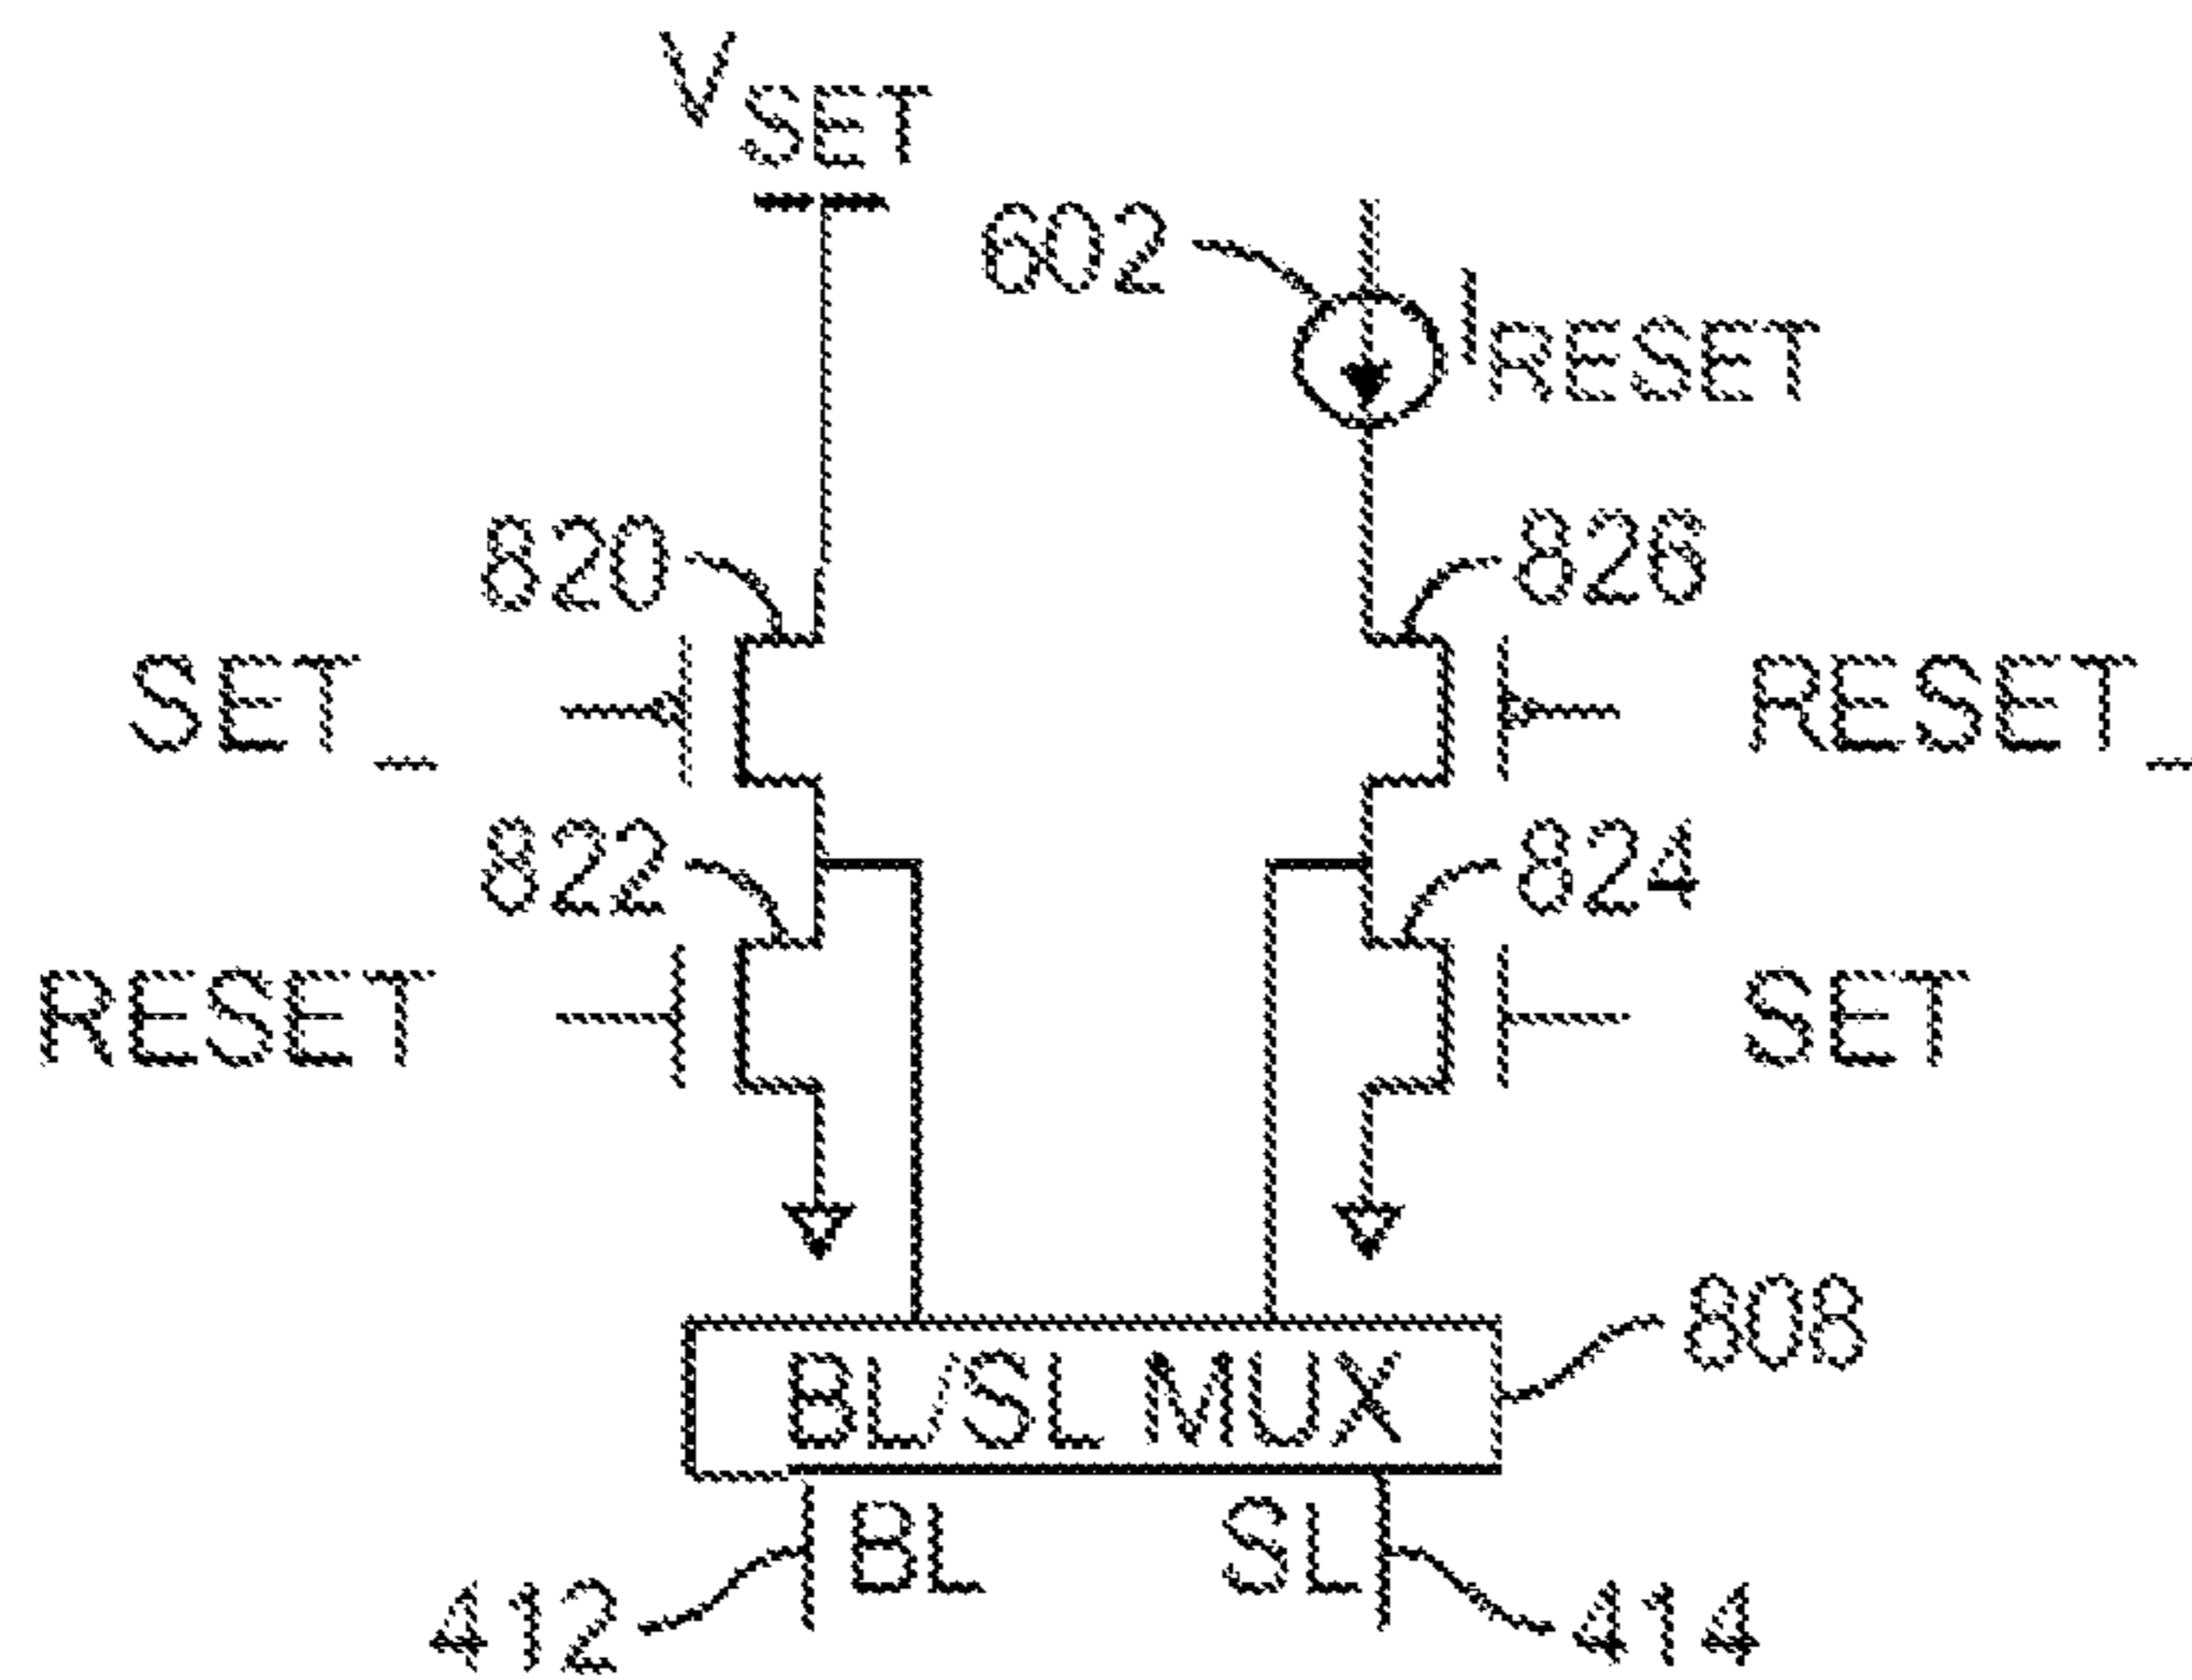 VSET
602
IRESET
820
826
SET_
RESET_
822
824
RESET
SET
808
BL/SL MUX
BL
SL
412
414